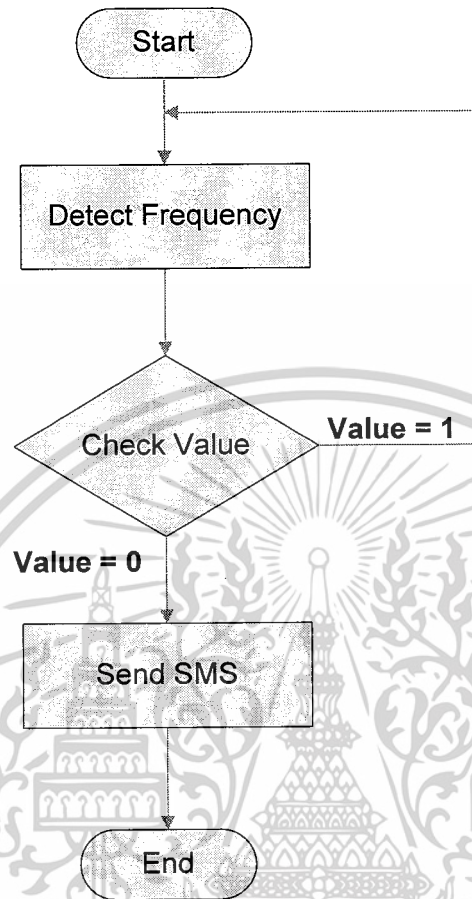 Start
Detect Frequency
Check Value
Value = 1
Value = 0
Send SMS
End